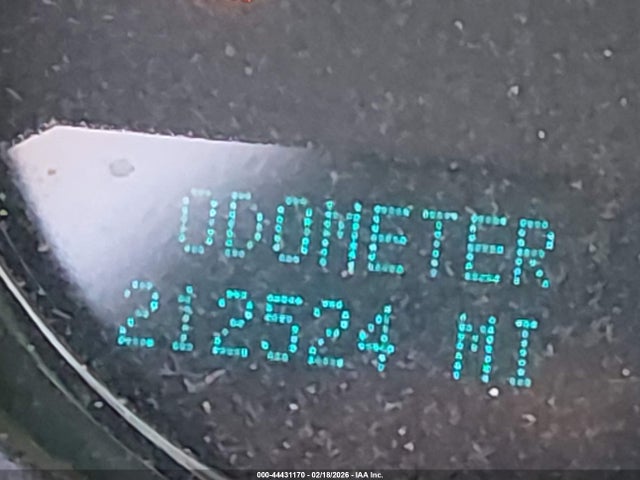 ODOMETER
212524 MI
000-44431170 - 02/18/2026 - IAA Inc.